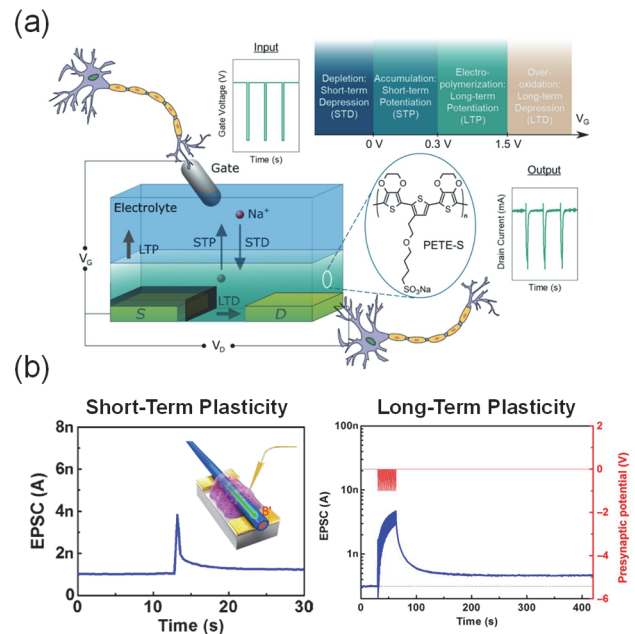 (a)
Input
Gate Voltage (V)
Time (s)
Depletion:
Short-term
Depression
(STD)
Accumulation:
Short-term
Potentiation
(STP)
Electro-
polymerization:
Long-term
Potentiation
(LTP)
Over-
oxidation:
Long-term
Depression
(LTD)
0 V
0.3 V
1.5 V
V_G
Gate
Electrolyte
Na⁺
LTP
STP
STD
LTD
S
D
V_G
V_D
O
O
O
O
S
S
S
n
O
SO₃Na
PETE-S
Output
Drain Current (mA)
Time (s)
(b)
Short-Term Plasticity
EPSC (A)
8n
6n
4n
2n
0
0
10
20
30
Time (s)
B'
Long-Term Plasticity
EPSC (A)
100n
10n
1n
0
100
200
300
400
Time (s)
2
0
-2
-4
-6
Presynaptic potential (V)